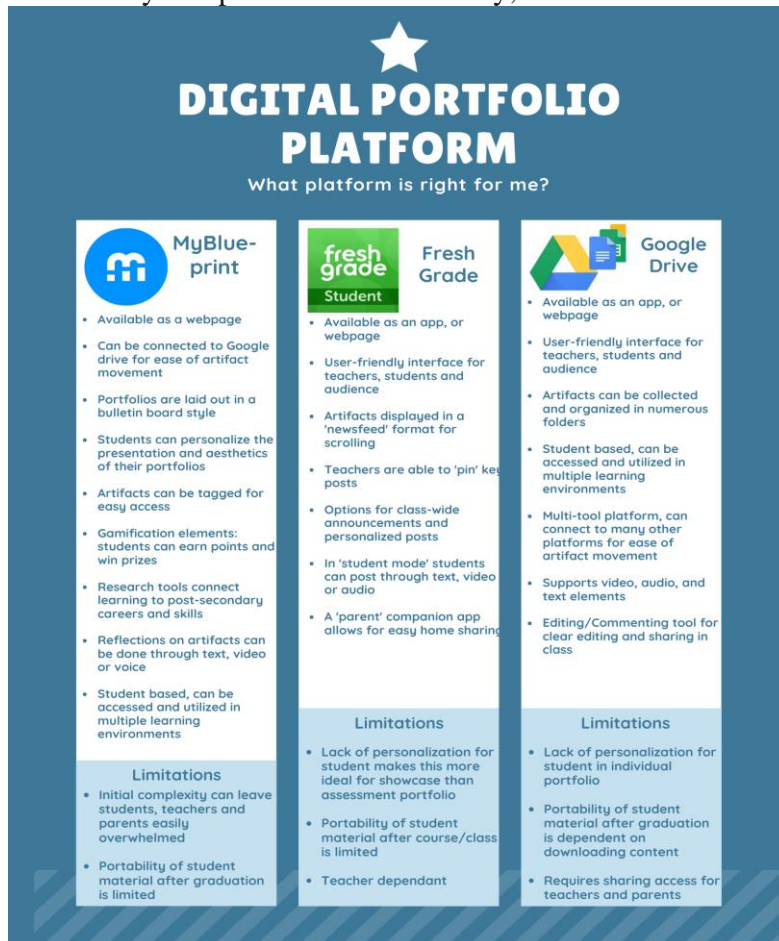 DIGITAL PORTFOLIO
PLATFORM
What platform is right for me?
MyBlue-
print
• Available as a webpage
• Can be connected to Google
drive for ease of artifact
movement
• Portfolios are laid out in a
bulletin board style
• Students can personalize the
presentation and aesthetics
of their portfolios
• Artifacts can be tagged for
easy access
• Gamification elements:
students can earn points and
win prizes
• Research tools connect
learning to post-secondary
careers and skills
• Reflections on artifacts can
be done through text, video
or voice
• Student based, can be
accessed and utilized in
multiple learning
environments
Limitations
• Initial complexity can leave
students, teachers and
parents easily
overwhelmed
• Portability of student
material after graduation
is limited
fresh
grade
Student
Fresh
Grade
• Available as an app, or
webpage
• User-friendly interface for
teachers, students and
audience
• Artifacts displayed in a
'newsfeed' format for
scrolling
• Teachers are able to 'pin' key
posts
• Options for class-wide
announcements and
personalized posts
• In 'student mode' students
can post through text, video
or audio
• A 'parent' companion app
allows for easy home sharing
Limitations
• Lack of personalization for
student makes this more
ideal for showcase than
assessment portfolio
• Portability of student
material after course/class
is limited
• Teacher dependant
Google
Drive
• Available as an app, or
webpage
• User-friendly interface for
teachers, students and
audience
• Artifacts can be collected
and organized in numerous
folders
• Student based, can be
accessed and utilized in
multiple learning
environments
• Multi-tool platform, can
connect to many other
platforms for ease of
artifact movement
• Supports video, audio, and
text elements
• Editing/Commenting tool for
clear editing and sharing in
class
Limitations
• Lack of personalization for
student in individual
portfolio
• Portability of student
material after graduation
is dependent on
downloading content
• Requires sharing access for
teachers and parents